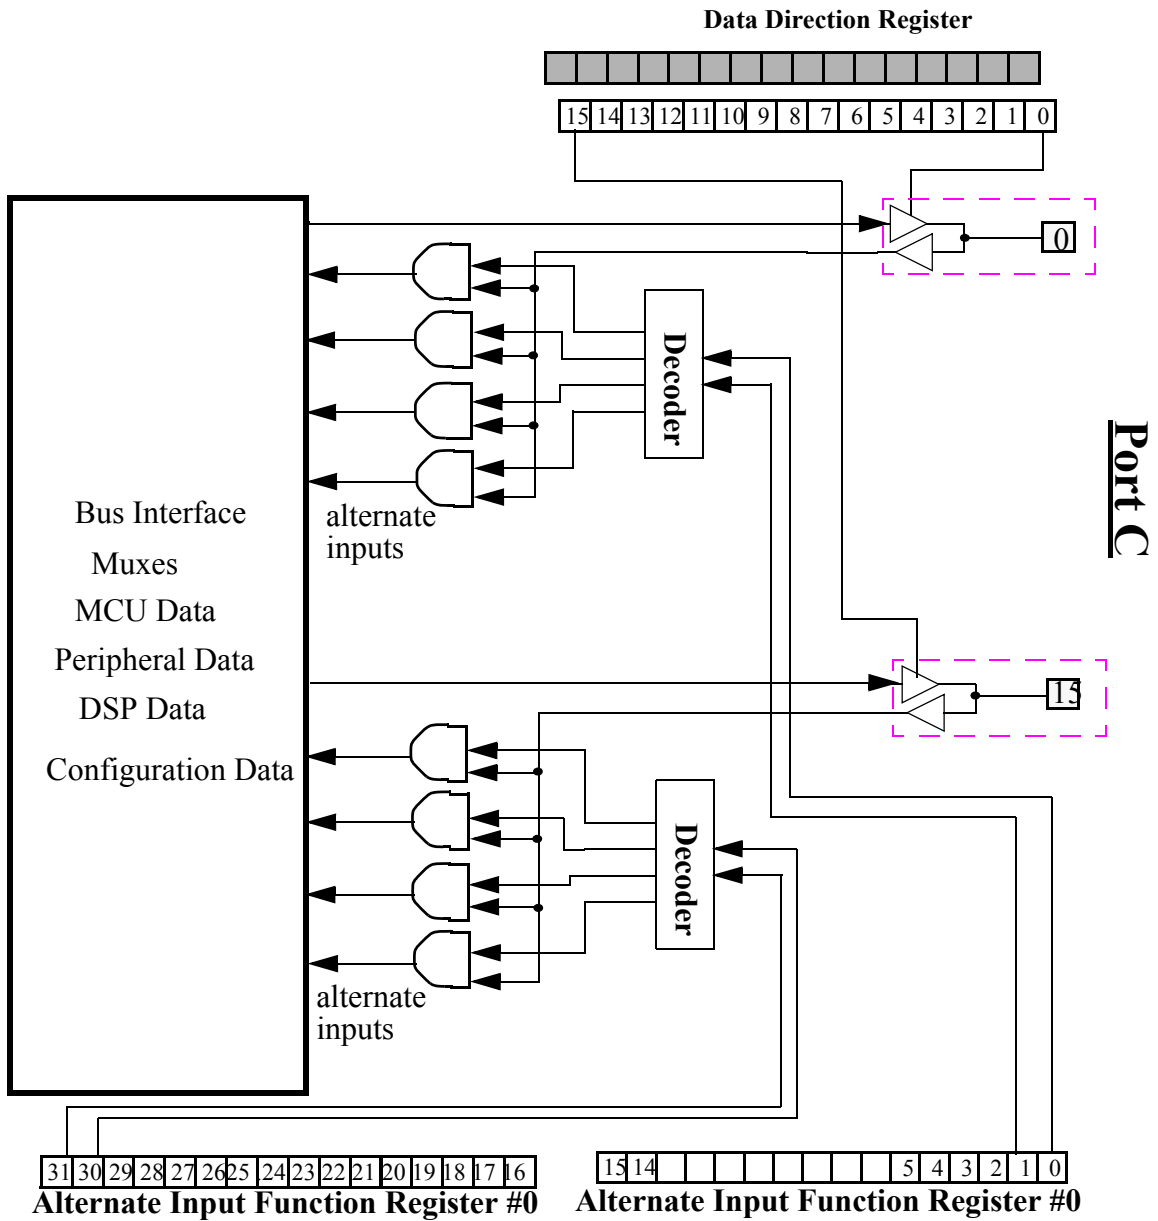 Data Direction Register
15 14 13 12 11 10 9 8 7 6 5 4 3 2 1 0
0
Decoder
Port C
alternate
inputs
Bus Interface
Muxes
MCU Data
Peripheral Data
DSP Data
Configuration Data
15
Decoder
alternate
inputs
31 30 29 28 27 26 25 24 23 22 21 20 19 18 17 16
Alternate Input Function Register #0
15 14 5 4 3 2 1 0
Alternate Input Function Register #0